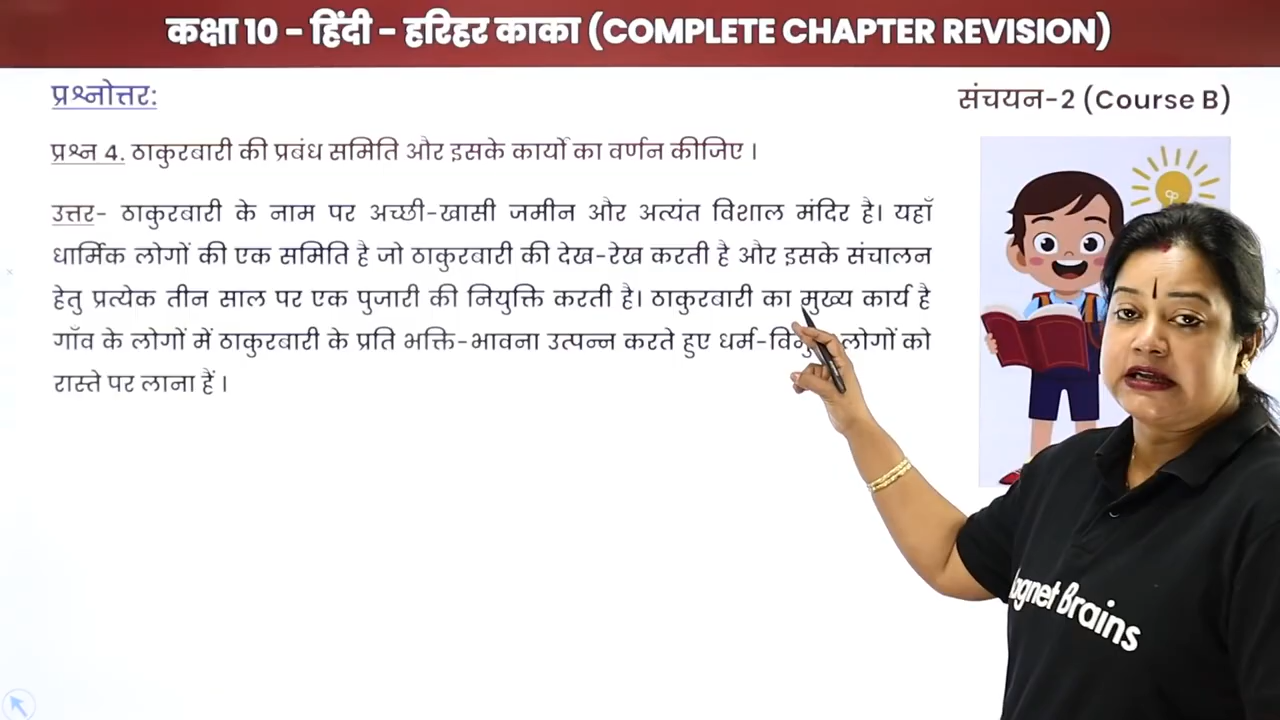 कक्षा 10 - हिंदी - हरिहर काका (COMPLETE CHAPTER REVISION)
प्रश्नोत्तर:
संचयन-2 (Course B)
प्रश्न 4. ठाकुरबारी की प्रबंध समिति और इसके कार्यो का वर्णन कीजिए ।
उत्तर- ठाकुरबारी के नाम पर अच्छी-खासी जमीन और अत्यंत विशाल मंदिर है। यहाँ
धार्मिक लोगों की एक समिति है जो ठाकुरबारी की देख-रेख करती है और इसके संचालन
हेतु प्रत्येक तीन साल पर एक पुजारी की नियुक्ति करती है। ठाकुरबारी का मुख्य कार्य है
गाँव के लोगों में ठाकुरबारी के प्रति भक्ति-भावना उत्पन्न करते हुए लोगों को
रास्ते पर लाना हैं ।
Brains